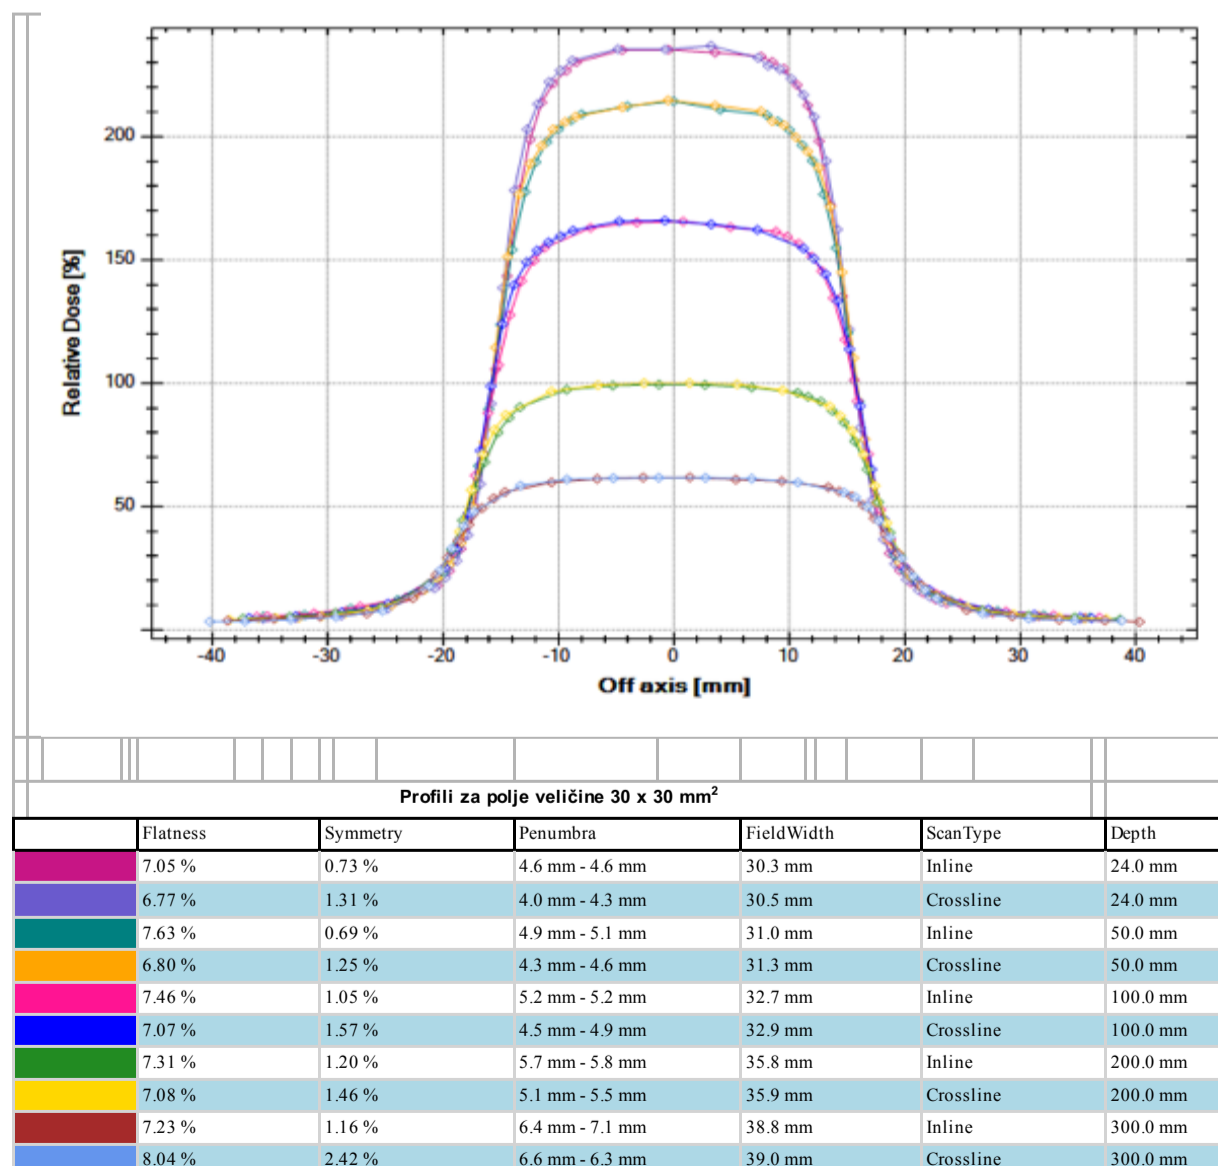 200
150
100
50
Relative Dose [%]
-40 -30 -20 -10 0 10 20 30 40
Off axis [mm]
Profili za polje veličine 30 x 30 mm²
Flatness Symmetry Penumbra FieldWidth ScanType Depth
7.05 % 0.73 % 4.6 mm - 4.6 mm 30.3 mm Inline 24.0 mm
6.77 % 1.31 % 4.0 mm - 4.3 mm 30.5 mm Crossline 24.0 mm
7.63 % 0.69 % 4.9 mm - 5.1 mm 31.0 mm Inline 50.0 mm
6.80 % 1.25 % 4.3 mm - 4.6 mm 31.3 mm Crossline 50.0 mm
7.46 % 1.05 % 5.2 mm - 5.2 mm 32.7 mm Inline 100.0 mm
7.07 % 1.57 % 4.5 mm - 4.9 mm 32.9 mm Crossline 100.0 mm
7.31 % 1.20 % 5.7 mm - 5.8 mm 35.8 mm Inline 200.0 mm
7.08 % 1.46 % 5.1 mm - 5.5 mm 35.9 mm Crossline 200.0 mm
7.23 % 1.16 % 6.4 mm - 7.1 mm 38.8 mm Inline 300.0 mm
8.04 % 2.42 % 6.6 mm - 6.3 mm 39.0 mm Crossline 300.0 mm